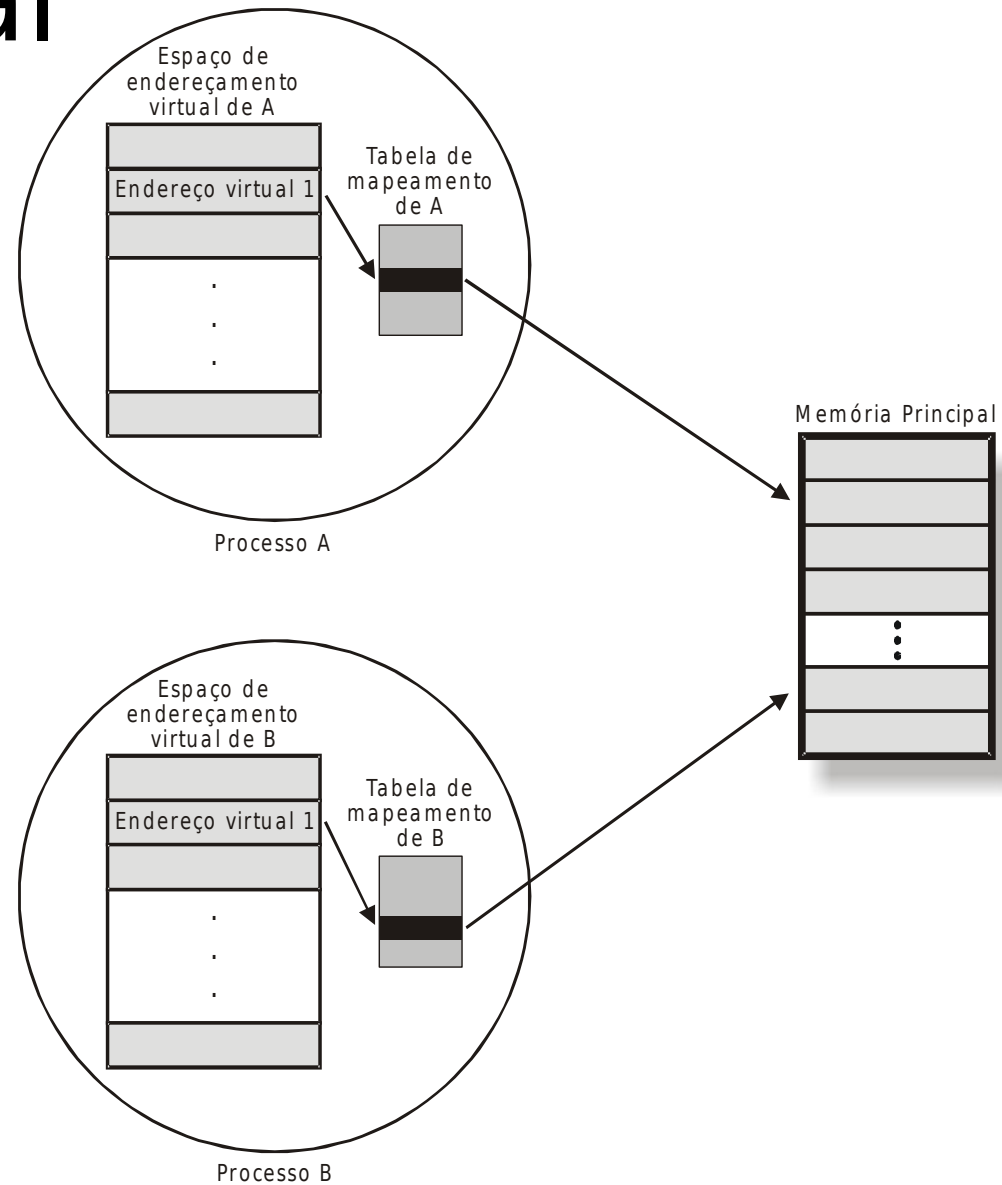 Espaço de
endereçamento
virtual de A
Tabela de
mapeamento
de A
Endereço virtual 1
Processo A
Memória Principal
Espaço de
endereçamento
virtual de B
Tabela de
mapeamento
de B
Endereço virtual 1
Processo B